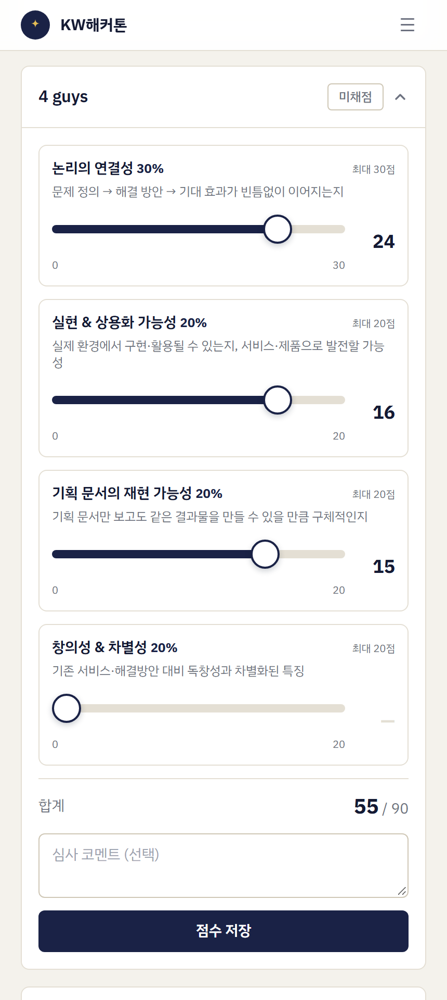 KW해커톤
4 guys
미채점
논리의 연결성 30%
최대 30점
문제 정의 → 해결 방안 → 기대 효과가 빈틈없이 이어지는지
24
0
30
실현 & 상용화 가능성 20%
최대 20점
실제 환경에서 구현·활용될 수 있는지, 서비스·제품으로 발전할 가능
성
16
0
20
기획 문서의 재현 가능성 20%
최대 20점
기획 문서만 보고도 같은 결과물을 만들 수 있을 만큼 구체적인지
15
0
20
창의성 & 차별성 20%
최대 20점
기존 서비스·해결방안 대비 독창성과 차별화된 특징
—
0
20
합계
55 / 90
심사 코멘트 (선택)
점수 저장